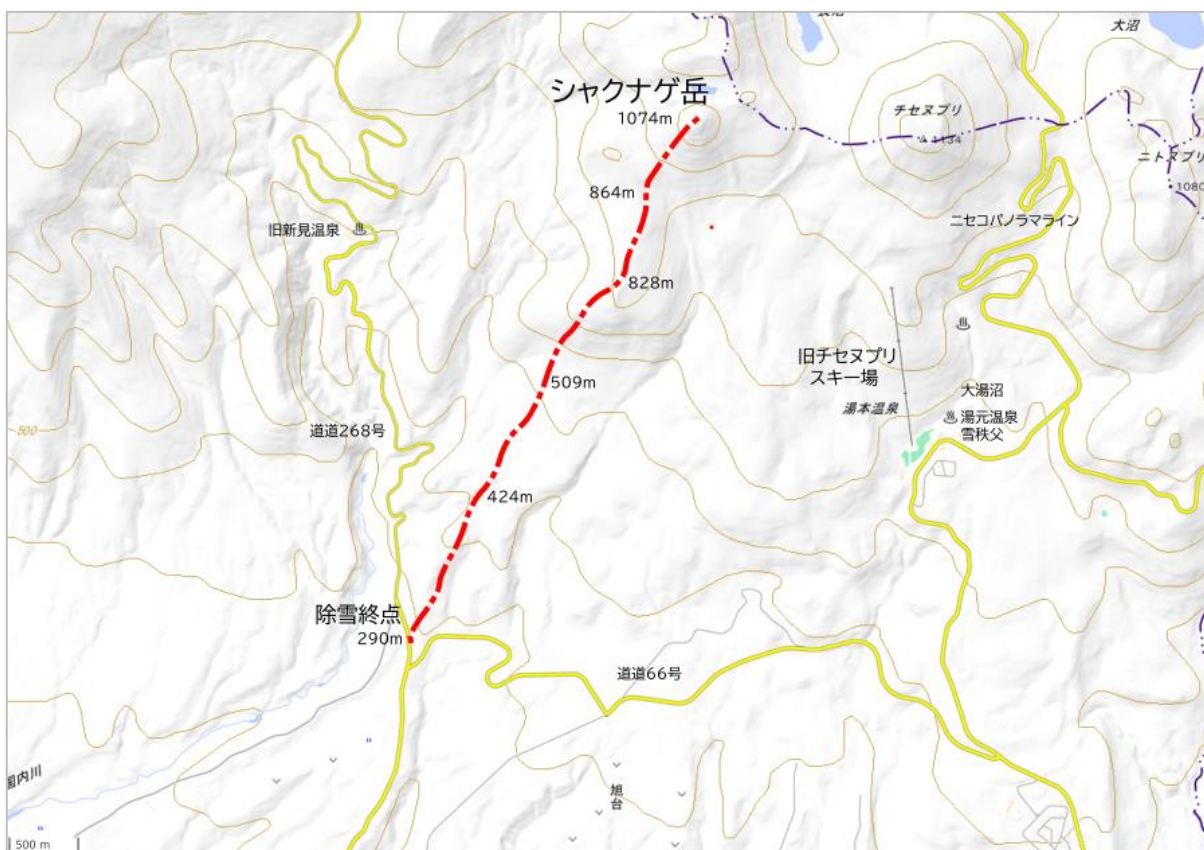 長沼
大沼
シャクナゲ岳
1074m
チセヌプリ
1134
ニトヌプリ
1080
864m
旧新見温泉
ニセコパノラマライン
828m
旧チセヌプリ
スキー場
509m
大湯沼
湯本温泉
湯元温泉
雪秩父
500
道道268号
424m
除雪終点
290m
道道66号
旭台
国内川
500 m